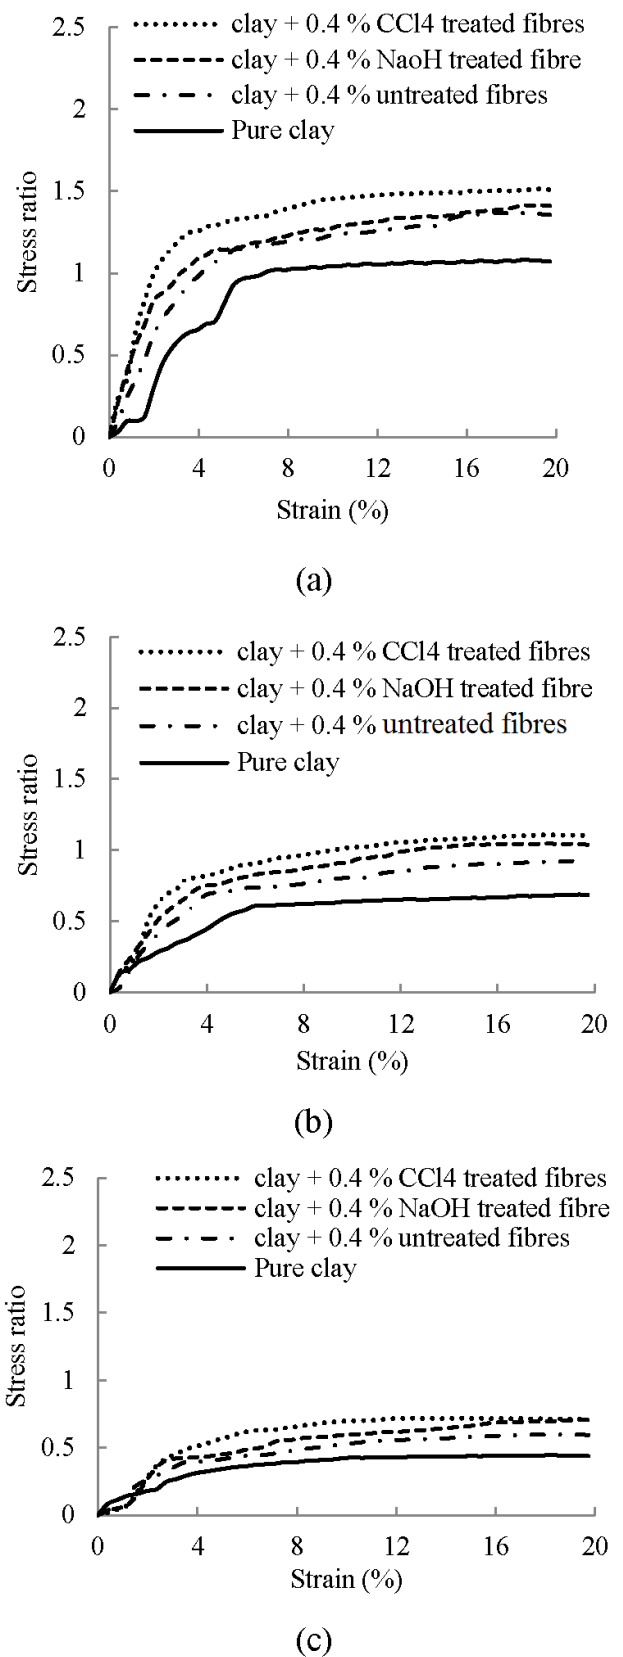 2.5
clay + 0.4 % CCl4 treated fibres
clay + 0.4 % NaoH treated fibre
2
clay + 0.4 % untreated fibres
Pure clay
1.5
1
0.5
0
Stress ratio
0 4 8 12 16 20
Strain (%)
(a)
2.5
clay + 0.4 % CCl4 treated fibres
clay + 0.4 % NaOH treated fibre
2
clay + 0.4 % untreated fibres
Pure clay
1.5
1
0.5
0
Stress ratio
0 4 8 12 16 20
Strain (%)
(b)
2.5
clay + 0.4 % CCl4 treated fibres
clay + 0.4 % NaOH treated fibre
2
clay + 0.4 % untreated fibres
Pure clay
1.5
1
0.5
0
Stress ratio
0 4 8 12 16 20
Strain (%)
(c)